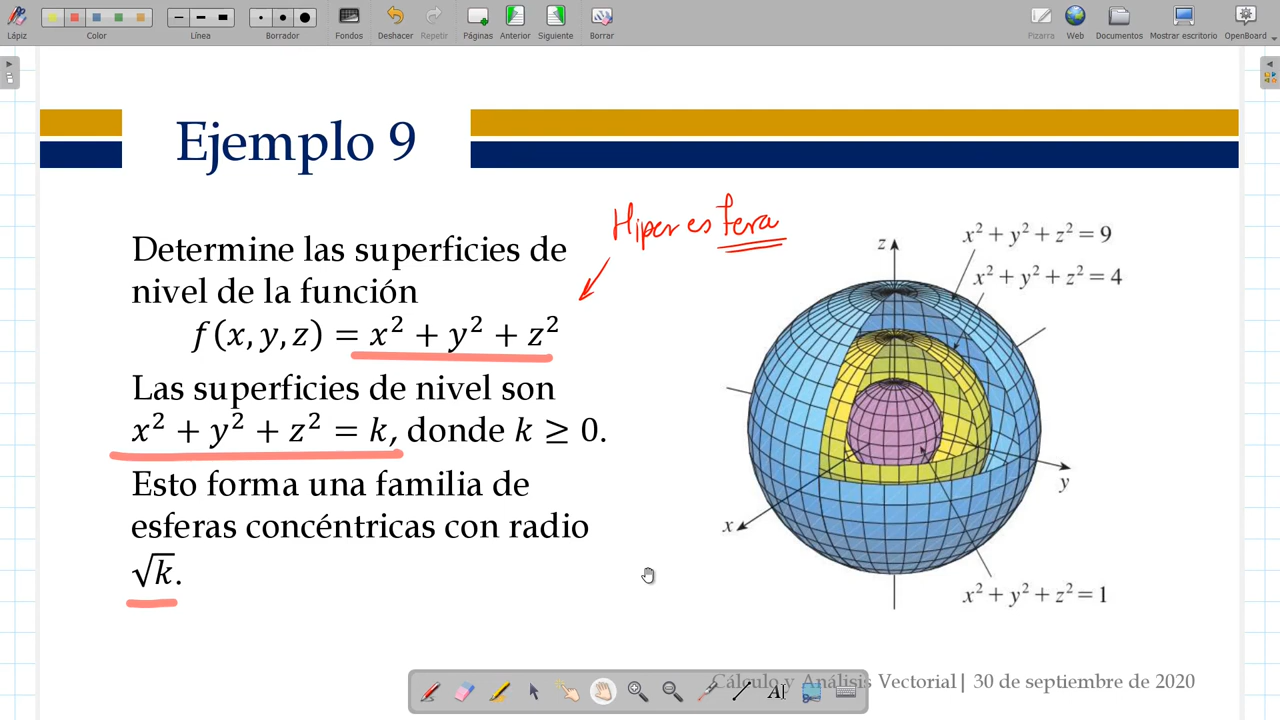 Lápiz Color Línea Borrador Fondos Deshacer Repetir Páginas Anterior Siguiente Borrar Pizarra Web Documentos Mostrar escritorio OpenBoard
Ejemplo 9
Hiperesfera
Determine las superficies de
nivel de la función
f(x, y, z) = x² + y² + z²
Las superficies de nivel son
x² + y² + z² = k, donde k ≥ 0.
Esto forma una familia de
esferas concéntricas con radio
√k.
z
x² + y² + z² = 9
x² + y² + z² = 4
y
x
x² + y² + z² = 1
Cálculo y Análisis Vectorial| 30 de septiembre de 2020
A